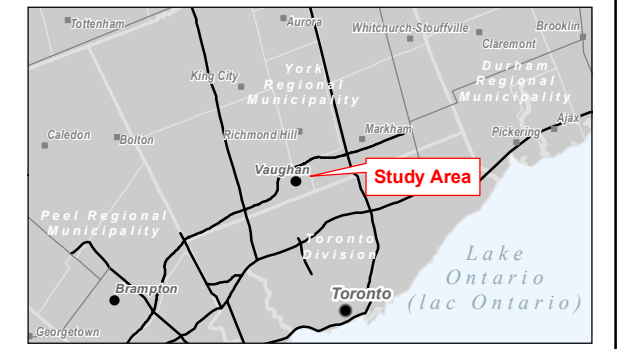 Tottenham
Aurora
Whitchurch-Stouffville
Brooklin
Claremont
King City
York
Regional
Municipality
Durham
Regional
Municipality
Caledon
Bolton
Richmond Hill
Markham
Pickering
Ajax
Vaughan
Study Area
Peel Regional
Municipality
Toronto
Division
Lake
Ontario
(lac Ontario)
Brampton
Toronto
Georgetown